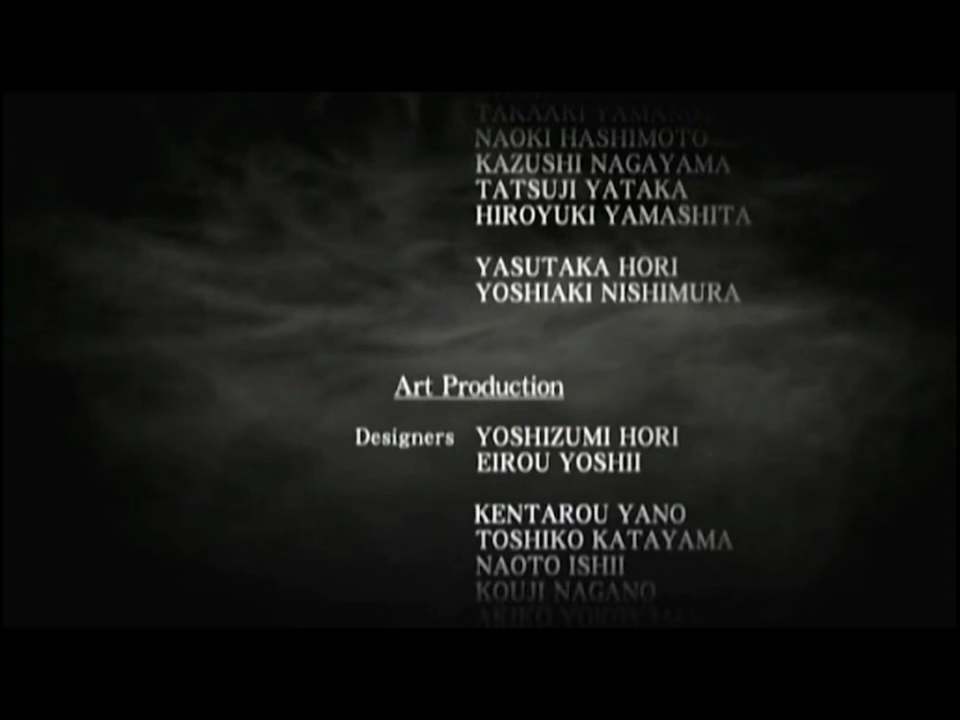 TAKAAKI
NAOKI HASHIMOTO
KAZUSHI NAGAYAMA
TATSUJI YATAKA
HIROYUKI YAMASHITA
YASUTAKA HORI
YOSHIAKI NISHIMURA
Art Production
Designers YOSHIZUMI HORI
EIROU YOSHII
KENTAROU YANO
TOSHIKO KATAYAMA
NAOTO ISHII
KOUJI NAGANO